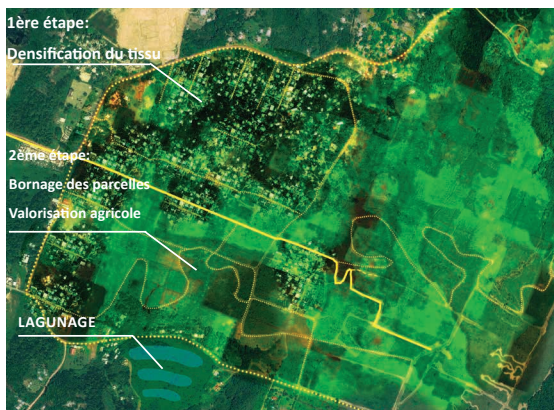 1ère étape:
Densification du tissu
2ème étape:
Bornage des parcelles
Valorisation agricole
LAGUNAGE